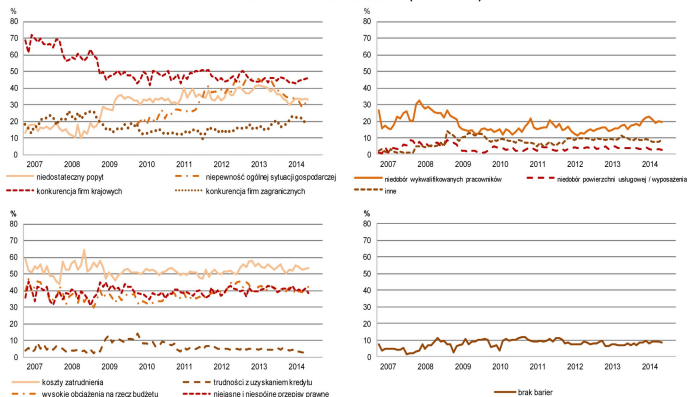 %
80
70
60
50
40
30
20
10
0
2007 2008 2009 2010 2011 2012 2013 2014
niedostateczny popyt
niepewność ogólnej sytuacji gospodarczej
konkurencja firm krajowych
konkurencja firm zagranicznych
%
80
70
60
50
40
30
20
10
0
2007 2008 2009 2010 2011 2012 2013 2014
niedobór wykwalifikowanych pracowników
niedobór powierzchni usługowej / wyposażenia
inne
%
80
70
60
50
40
30
20
10
0
2007 2008 2009 2010 2011 2012 2013 2014
koszty zatrudnienia
trudności z uzyskaniem kredytu
wysokie obciążenia na rzecz budżetu
niejasne i niespójne przepisy prawne
%
80
70
60
50
40
30
20
10
0
2007 2008 2009 2010 2011 2012 2013 2014
brak barier